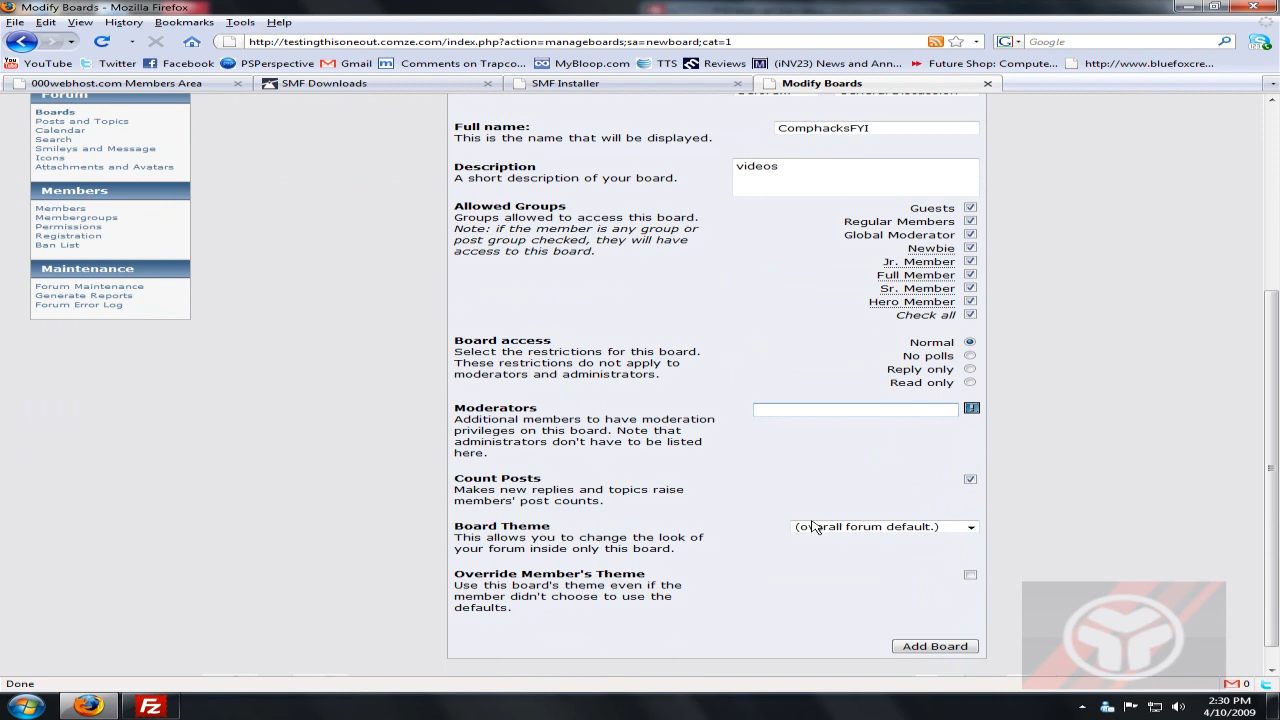 Modify Boards - Mozilla Firefox
File Edit View History Bookmarks Tools Help
http://testingthisoneout.comze.com/index.php?action=manageboards;sa=newboard;cat=1
Google
YouTube Twitter Facebook PSPerspective Gmail Comments on Trapco... MyBloop.com TTS Reviews (iNV23) News and Ann... Future Shop: Compute... http://www.bluefoxcre...
000webhost.com Members Area SMF Downloads SMF Installer Modify Boards
Forum
Boards
Posts and Topics
Calendar
Search
Smileys and Message
Icons
Attachments and Avatars
Members
Members
Membergroups
Permissions
Registration
Ban List
Maintenance
Forum Maintenance
Generate Reports
Forum Error Log
Full name:
This is the name that will be displayed.
ComphacksFYI
Description
A short description of your board.
videos
Allowed Groups
Groups allowed to access this board.
Note: if the member is any group or
post group checked, they will have
access to this board.
Guests
Regular Members
Global Moderator
Newbie
Jr. Member
Full Member
Sr. Member
Hero Member
Check all
Board access
Select the restrictions for this board.
These restrictions do not apply to
moderators and administrators.
Normal
No polls
Reply only
Read only
Moderators
Additional members to have moderation
privileges on this board. Note that
administrators don't have to be listed
here.
Count Posts
Makes new replies and topics raise
members' post counts.
Board Theme
This allows you to change the look of
your forum inside only this board.
(overall forum default.)
Override Member's Theme
Use this board's theme even if the
member didn't choose to use the
defaults.
Add Board
Done
0
2:30 PM
4/10/2009